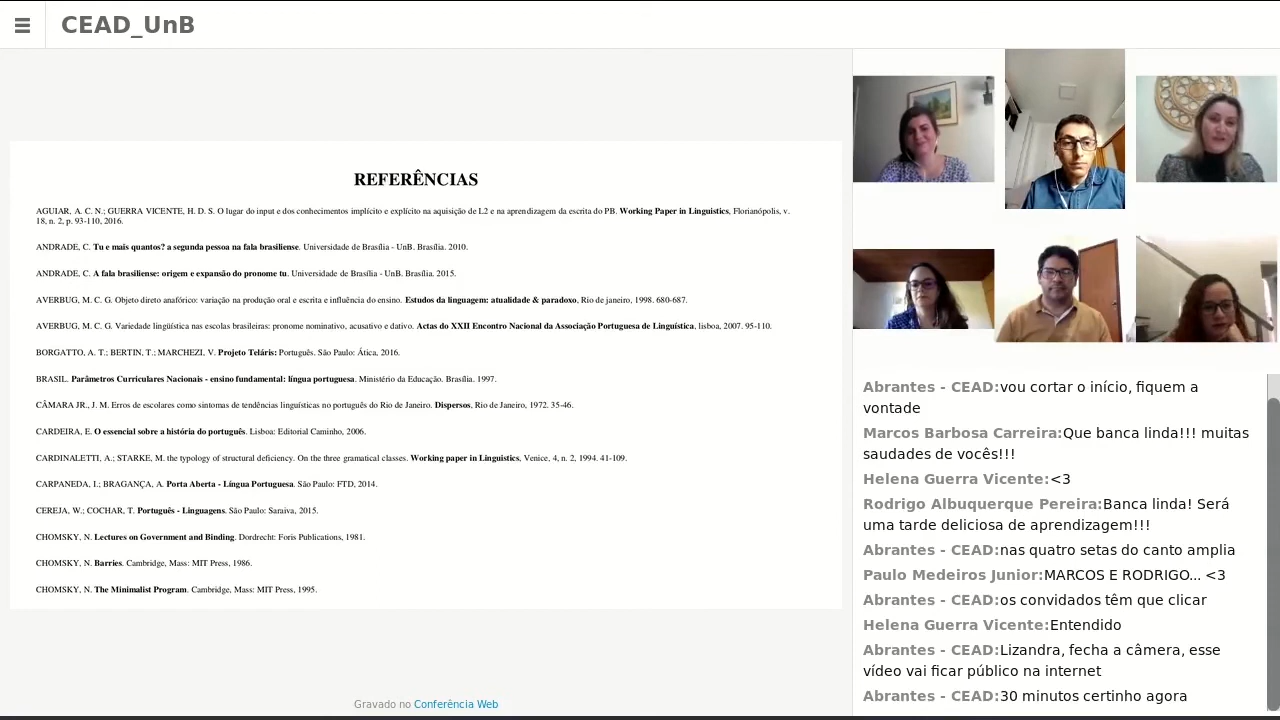 CEAD_UnB
REFERÊNCIAS
AGUIAR, A. C. N.; GUERRA VICENTE, H. D. S. O lugar do input e dos conhecimentos implícito e explícito na aquisição de L2 e na aprendizagem da escrita do PB. Working Paper in Linguistics, Florianópolis, v.
18, n. 2, p. 93-110, 2016.
ANDRADE, C. Tu e mais quantos? a segunda pessoa na fala brasiliense. Universidade de Brasília - UnB. Brasília. 2010.
ANDRADE, C. A fala brasiliense: origem e expansão do pronome tu. Universidade de Brasília - UnB. Brasília. 2015.
AVERBUG, M. C. G. Objeto direto anafórico: variação na produção oral e escrita e influência do ensino. Estudos da linguagem: atualidade & paradoxo, Rio de janeiro, 1998. 680-687.
AVERBUG, M. C. G. Variedade lingüística nas escolas brasileiras: pronome nominativo, acusativo e dativo. Actas do XXII Encontro Nacional da Associação Portuguesa de Linguística, lisboa, 2007. 95-110.
BORGATTO, A. T.; BERTIN, T.; MARCHEZI, V. Projeto Teláris: Português. São Paulo: Ática, 2016.
BRASIL. Parâmetros Curriculares Nacionais - ensino fundamental: língua portuguesa. Ministério da Educação. Brasília. 1997.
CÂMARA JR., J. M. Erros de escolares como sintomas de tendências linguísticas no português do Rio de Janeiro. Dispersos, Rio de Janeiro, 1972. 35-46.
CARDEIRA, E. O essencial sobre a história do português. Lisboa: Editorial Caminho, 2006.
CARDINALETTI, A.; STARKE, M. the typology of structural deficiency. On the three gramatical classes. Working paper in Linguistics, Venice, 4, n. 2, 1994. 41-109.
CARPANEDA, I.; BRAGANÇA, A. Porta Aberta - Língua Portuguesa. São Paulo: FTD, 2014.
CEREJA, W.; COCHAR, T. Português - Linguagens. São Paulo: Saraiva, 2015.
CHOMSKY, N. Lectures on Government and Binding. Dordrecht: Foris Publications, 1981.
CHOMSKY, N. Barries. Cambridge, Mass: MIT Press, 1986.
CHOMSKY, N. The Minimalist Program. Cambridge, Mass: MIT Press, 1995.
Gravado no Conferência Web
Abrantes - CEAD:vou cortar o início, fiquem a
vontade
Marcos Barbosa Carreira:Que banca linda!!! muitas
saudades de vocês!!!
Helena Guerra Vicente:<3
Rodrigo Albuquerque Pereira:Banca linda! Será
uma tarde deliciosa de aprendizagem!!!
Abrantes - CEAD:nas quatro setas do canto amplia
Paulo Medeiros Junior:MARCOS E RODRIGO... <3
Abrantes - CEAD:os convidados têm que clicar
Helena Guerra Vicente:Entendido
Abrantes - CEAD:Lizandra, fecha a câmera, esse
vídeo vai ficar público na internet
Abrantes - CEAD:30 minutos certinho agora